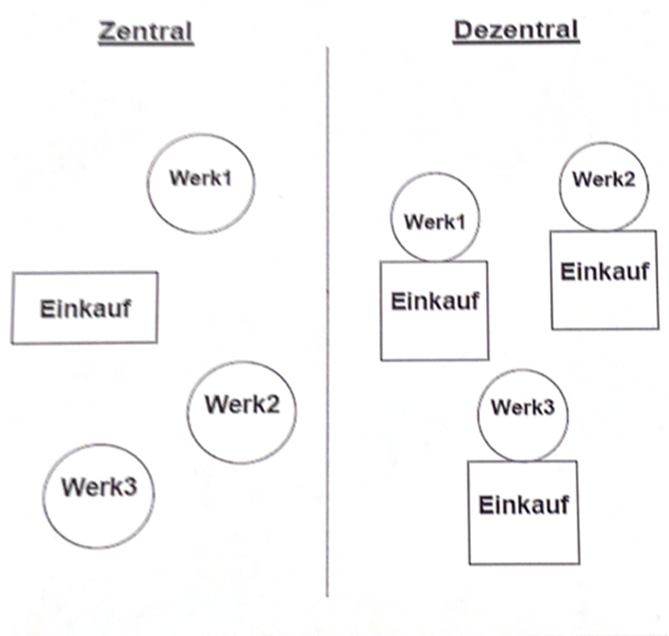 Zentral
Werk1
Einkauf
Werk2
Werk3
Dezentral
Werk1
Einkauf
Werk2
Einkauf
Werk3
Einkauf